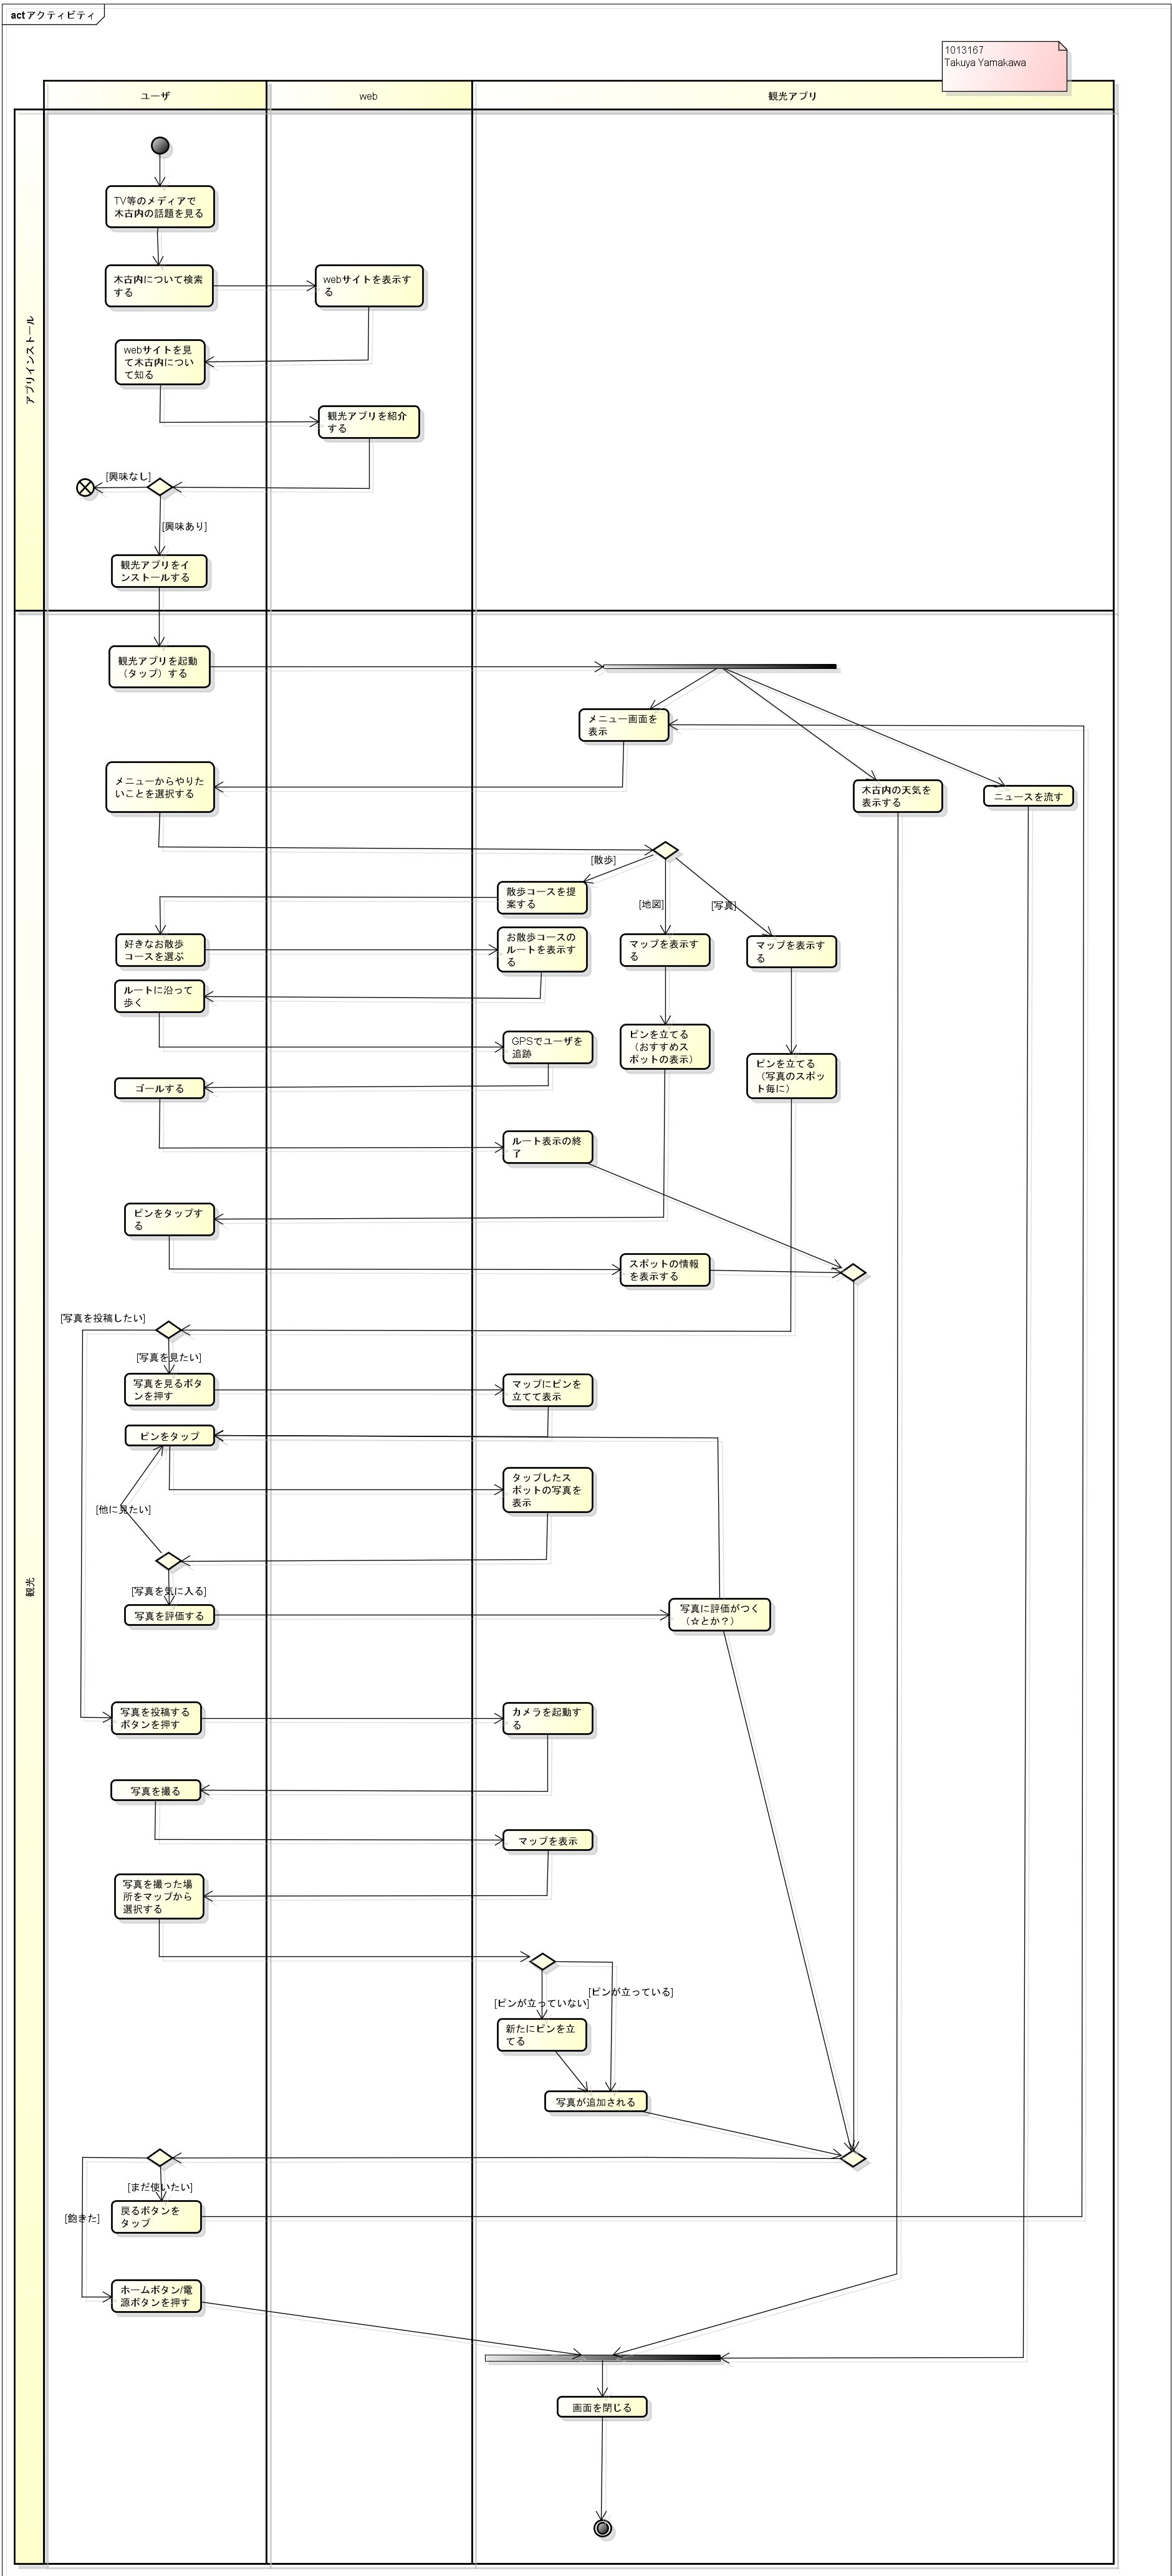 act アクティビティ
1013167
Takuya Yamakawa
ユーザ
web
観光アプリ
アプリインストール
TV等のメディアで
木古内の話題を見る
木古内について検索
する
webサイトを表示す
る
webサイトを見
て木古内につい
て知る
観光アプリを紹介
する
[興味なし]
[興味あり]
観光アプリをイ
ンストールする
観光
観光アプリを起動
（タップ）する
メニュー画面を
表示
メニューからやりた
いことを選択する
木古内の天気を
表示する
ニュースを流す
[散歩]
[地図]
[写真]
散歩コースを提
案する
好きなお散歩
コースを選ぶ
お散歩コースの
ルートを表示す
る
マップを表示す
る
マップを表示す
る
ルートに沿って
歩く
GPSでユーザを
追跡
ピンを立てる
（おすすめス
ポットの表示）
ピンを立てる
（写真のスポッ
ト毎に）
ゴールする
ルート表示の終
了
ピンをタップす
る
スポットの情報
を表示する
[写真を投稿したい]
[写真を見たい]
写真を見るボタ
ンを押す
マップにピンを
立てて表示
ピンをタップ
タップしたス
ポットの写真を
表示
[他に見たい]
[写真を気に入る]
写真を評価する
写真に評価がつく
（☆とか？）
写真を投稿する
ボタンを押す
カメラを起動す
る
写真を撮る
マップを表示
写真を撮った場
所をマップから
選択する
[ピンが立っている]
[ピンが立っていない]
新たにピンを立
てる
写真が追加される
[まだ使いたい]
戻るボタンを
タップ
[飽きた]
ホームボタン/電
源ボタンを押す
画面を閉じる